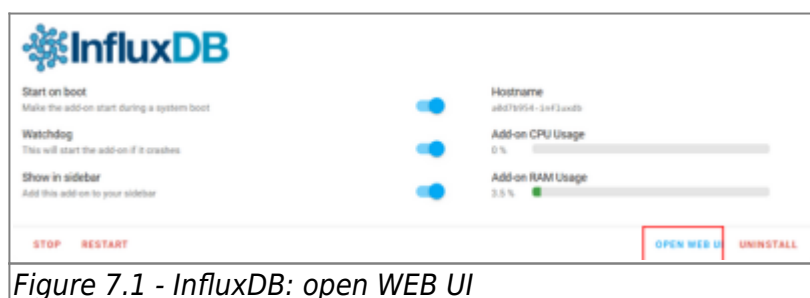 InfluxDB
Start on boot
Make the add-on start during a system boot
Hostname
a0d7b954-influxdb
Watchdog
This will start the add-on if it crashes
Add-on CPU Usage
0 %
Show in sidebar
Add this add-on to your sidebar
Add-on RAM Usage
3.5 %
STOP RESTART OPEN WEB UI UNINSTALL
Figure 7.1 - InfluxDB: open WEB UI